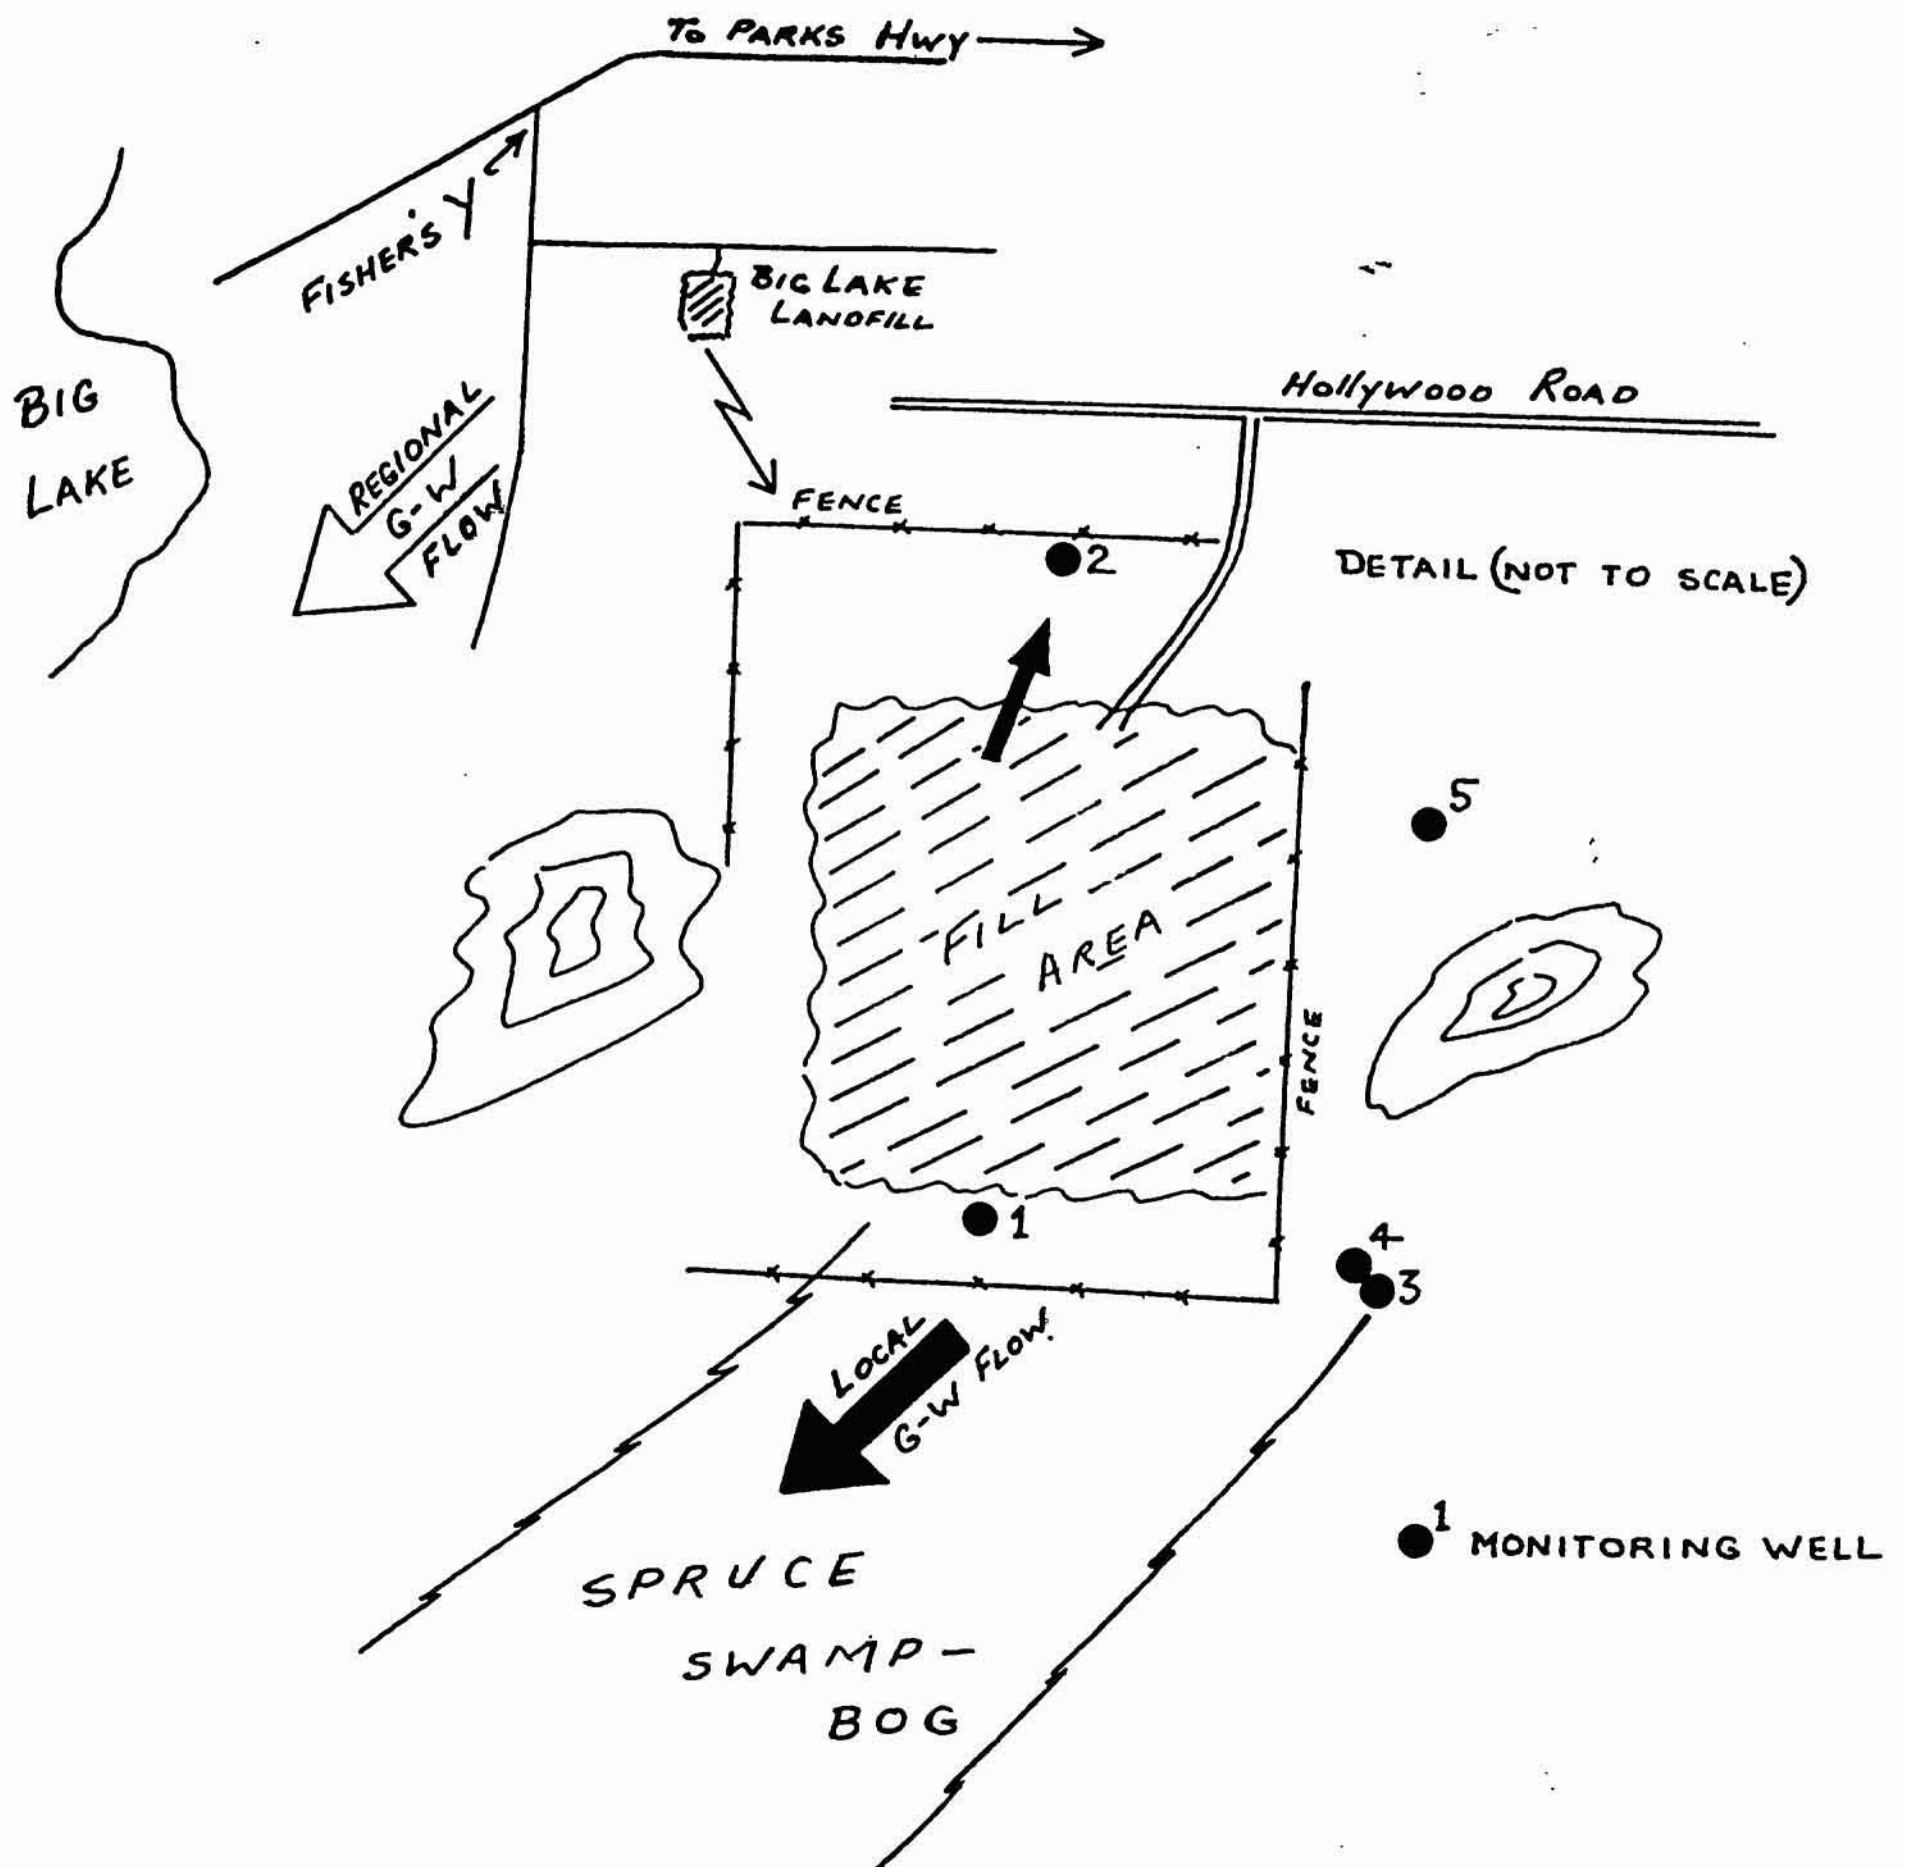 To PARKS HWY
FISHER'S Y
BIG LAKE
LANDFILL
BIG
LAKE
REGIONAL
G-W
FLOW
Hollywood ROAD
FENCE
2
DETAIL (NOT TO SCALE)
5
FILL
AREA
FENCE
1
4
3
LOCAL
G-W FLOW.
1 MONITORING WELL
SPRUCE
SWAMP-
BOG